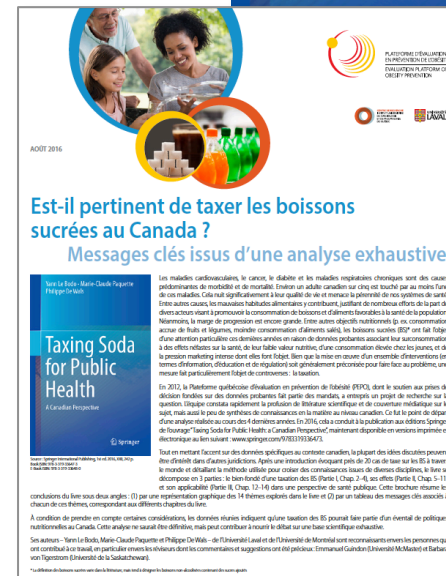 PLATEFORME D'ÉVALUATION
EN PRÉVENTION DE L'OBÉSITÉ
EVALUATION PLATFORM ON
OBESITY PREVENTION
UNIVERSITÉ
LAVAL
AOÛT 2016
Est-il pertinent de taxer les boissons
sucrées au Canada ?
Messages clés issus d'une analyse exhaustive
Yann Le Bodo · Marie-Claude Paquette
Philippe De Wals
Taxing Soda
for Public
Health
A Canadian Perspective
Springer
Les maladies cardiovasculaires, le cancer, le diabète et les maladies respiratoires chroniques sont des causes
prédominantes de morbidité et de mortalité. Environ un adulte canadien sur cinq est touché par au moins l'une
de ces maladies. Cela nuit significativement à leur qualité de vie et menace la pérennité de nos systèmes de santé.
Entre autres causes, les mauvaises habitudes alimentaires y contribuent, justifiant de nombreux efforts de la part de
divers acteurs visant à promouvoir la consommation de boissons et d'aliments favorables à la santé de la population.
Néanmoins, la marge de progression est encore grande. Entre autres objectifs nutritionnels (p. ex. consommation
accrue de fruits et légumes, moindre consommation d'aliments salés), les boissons sucrées (BS)* ont fait l'objet
d'une attention particulière ces dernières années en raison de données probantes associant leur surconsommation
à des effets néfastes sur la santé, de leur faible valeur nutritive, d'une consommation élevée chez les jeunes, et de
la pression marketing intense dont elles font l'objet. Bien que la mise en œuvre d'un ensemble d'interventions (en
termes d'information, d'éducation et de régulation) soit généralement préconisée pour faire face au problème, une
mesure fait particulièrement l'objet de controverses : la taxation.
En 2012, la Plateforme québécoise d'évaluation en prévention de l'obésité (PEPO), dont le soutien aux prises de
décision fondées sur des données probantes fait partie des mandats, a entrepris un projet de recherche sur la
question. L'équipe constata rapidement la profusion de littérature scientifique et de couverture médiatique sur le
sujet, mais aussi le peu de synthèses de connaissances en la matière au niveau canadien. Ce fut le point de départ
d'une analyse réalisée au cours des 4 dernières années. En 2016, cela a conduit à la publication aux éditions Springer
de l'ouvrage "Taxing Soda for Public Health: a Canadian Perspective", maintenant disponible en versions imprimée et
électronique au lien suivant : www.springer.com/9783319336473.
Tout en mettant l'accent sur des données spécifiques au contexte canadien, la plupart des idées discutées peuvent
être d'intérêt dans d'autres juridictions. Après une introduction évoquant près de 20 cas de taxe sur les BS à travers
le monde et détaillant la méthode utilisée pour croiser des connaissances issues de diverses disciplines, le livre se
décompose en 3 parties : le bien-fondé d'une taxation des BS (Partie I, Chap. 2-4), ses effets (Partie II, Chap. 5-11)
et son applicabilité (Partie III, Chap. 12-14) dans une perspective de santé publique. Cette brochure résume les
conclusions du livre sous deux angles : (1) par une représentation graphique des 14 thèmes explorés dans le livre et (2) par un tableau des messages clés associés à
chacun de ces thèmes, correspondant aux différents chapitres du livre.
À condition de prendre en compte certaines considérations, les données réunies indiquent qu'une taxation des BS pourrait faire partie d'un éventail de politiques
nutritionnelles au Canada. Cette analyse ne saurait être définitive, mais peut contribuer à nourrir le débat sur une base scientifique exhaustive.
Ses auteurs – Yann Le Bodo, Marie-Claude Paquette et Philippe De Wals – de l'Université Laval et de l'Université de Montréal sont reconnaissants envers les personnes qui
ont contribué à ce travail, en particulier envers les réviseurs dont les commentaires et suggestions ont été précieux : Emmanuel Guindon (Université McMaster) et Barbara
von Tigerstrom (Université de la Saskatchewan).